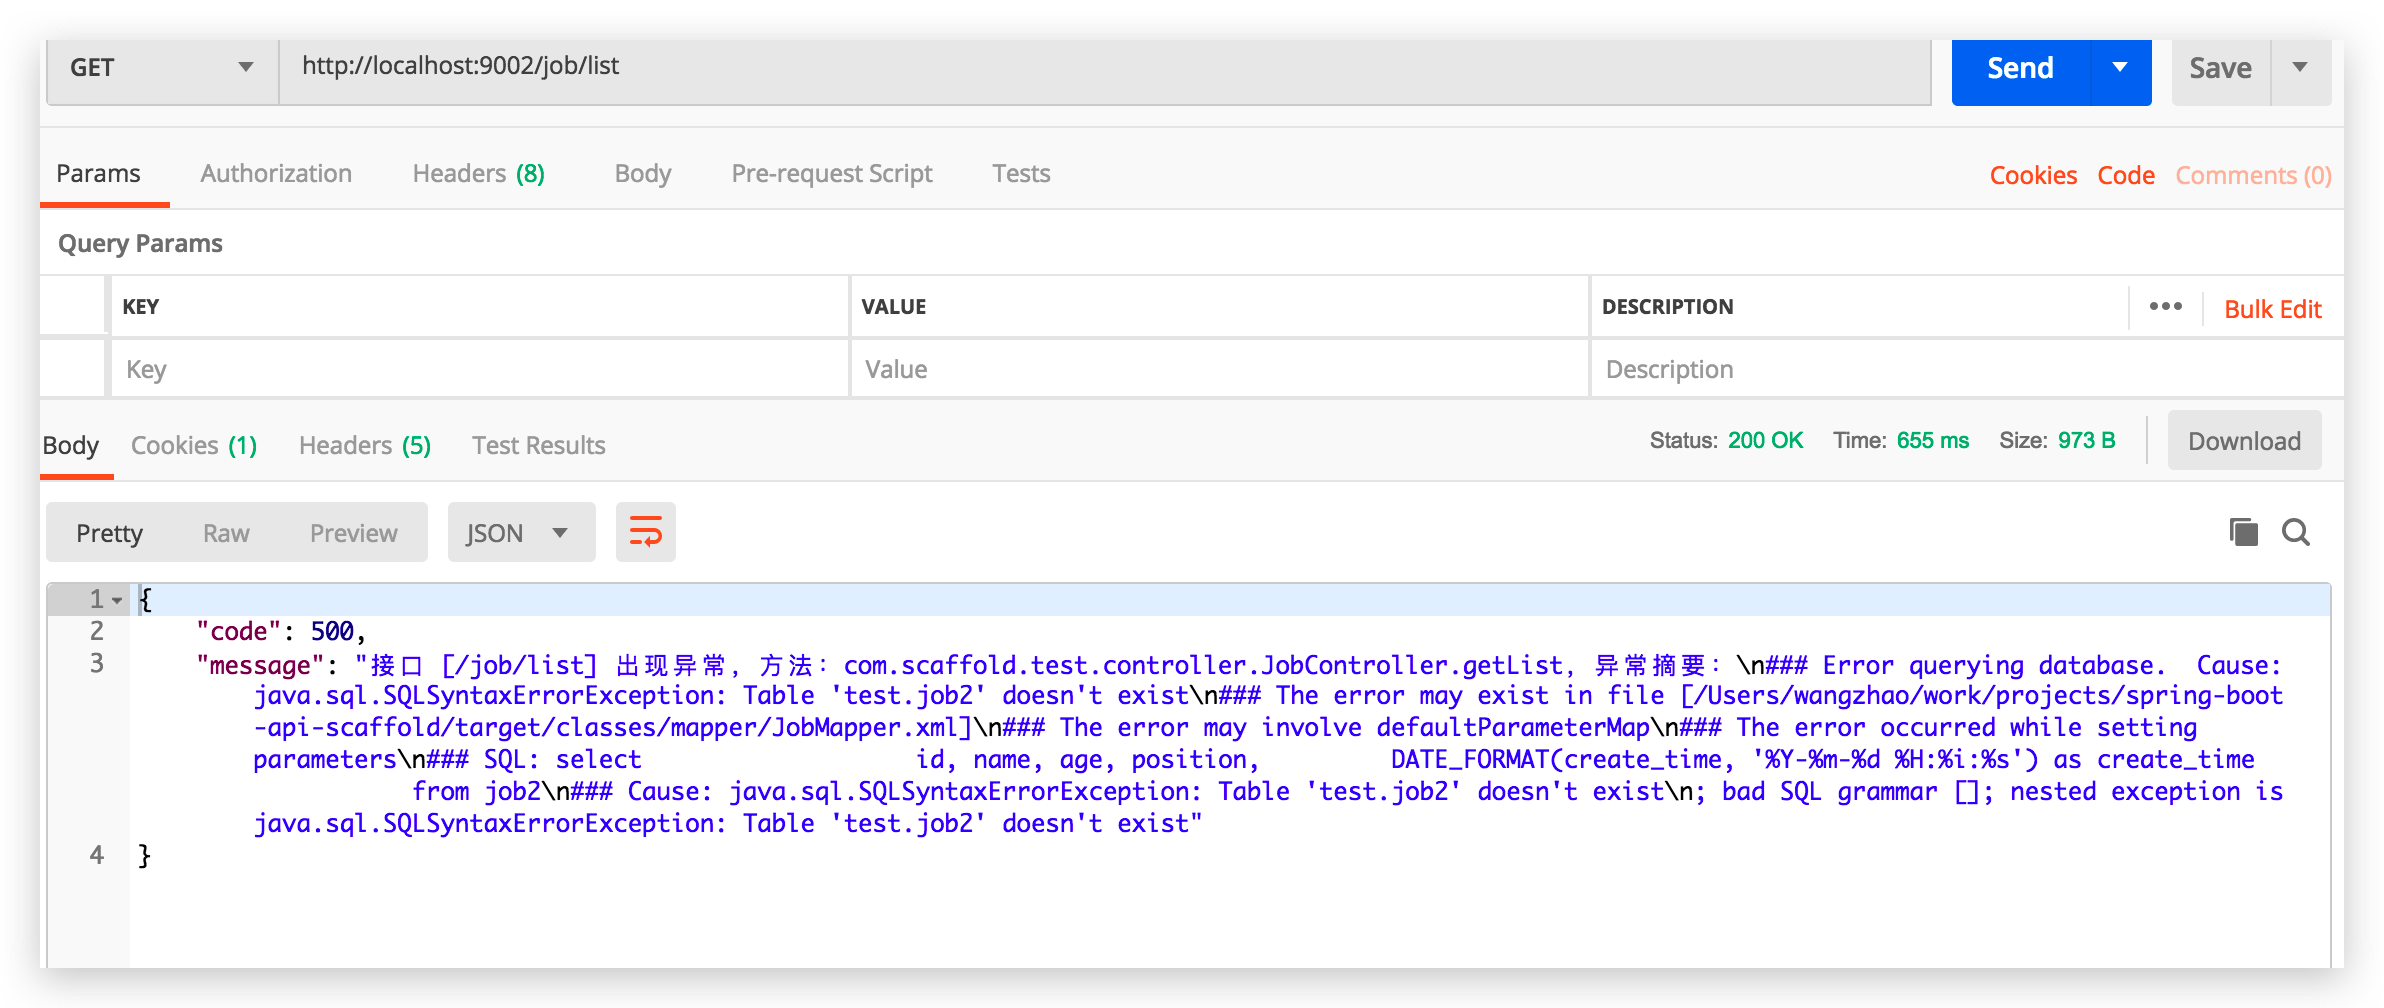 GET http://localhost:9002/job/list Send Save
Params Authorization Headers (8) Body Pre-request Script Tests Cookies Code Comments (0)
Query Params
KEY VALUE DESCRIPTION ••• Bulk Edit
Key Value Description
Body Cookies (1) Headers (5) Test Results Status: 200 OK Time: 655 ms Size: 973 B Download
Pretty Raw Preview JSON
1 {
2 "code": 500,
3 "message": "接口 [/job/list] 出现异常, 方法: com.scaffold.test.controller.JobController.getList, 异常摘要: \n### Error querying database.  Cause:
java.sql.SQLSyntaxErrorException: Table 'test.job2' doesn't exist\n### The error may exist in file [/Users/wangzhao/work/projects/spring-boot
-api-scaffold/target/classes/mapper/JobMapper.xml]\n### The error may involve defaultParameterMap\n### The error occurred while setting
parameters\n### SQL: select                   id, name, age, position,         DATE_FORMAT(create_time, '%Y-%m-%d %H:%i:%s') as create_time
from job2\n### Cause: java.sql.SQLSyntaxErrorException: Table 'test.job2' doesn't exist\n; bad SQL grammar []; nested exception is
java.sql.SQLSyntaxErrorException: Table 'test.job2' doesn't exist"
4 }